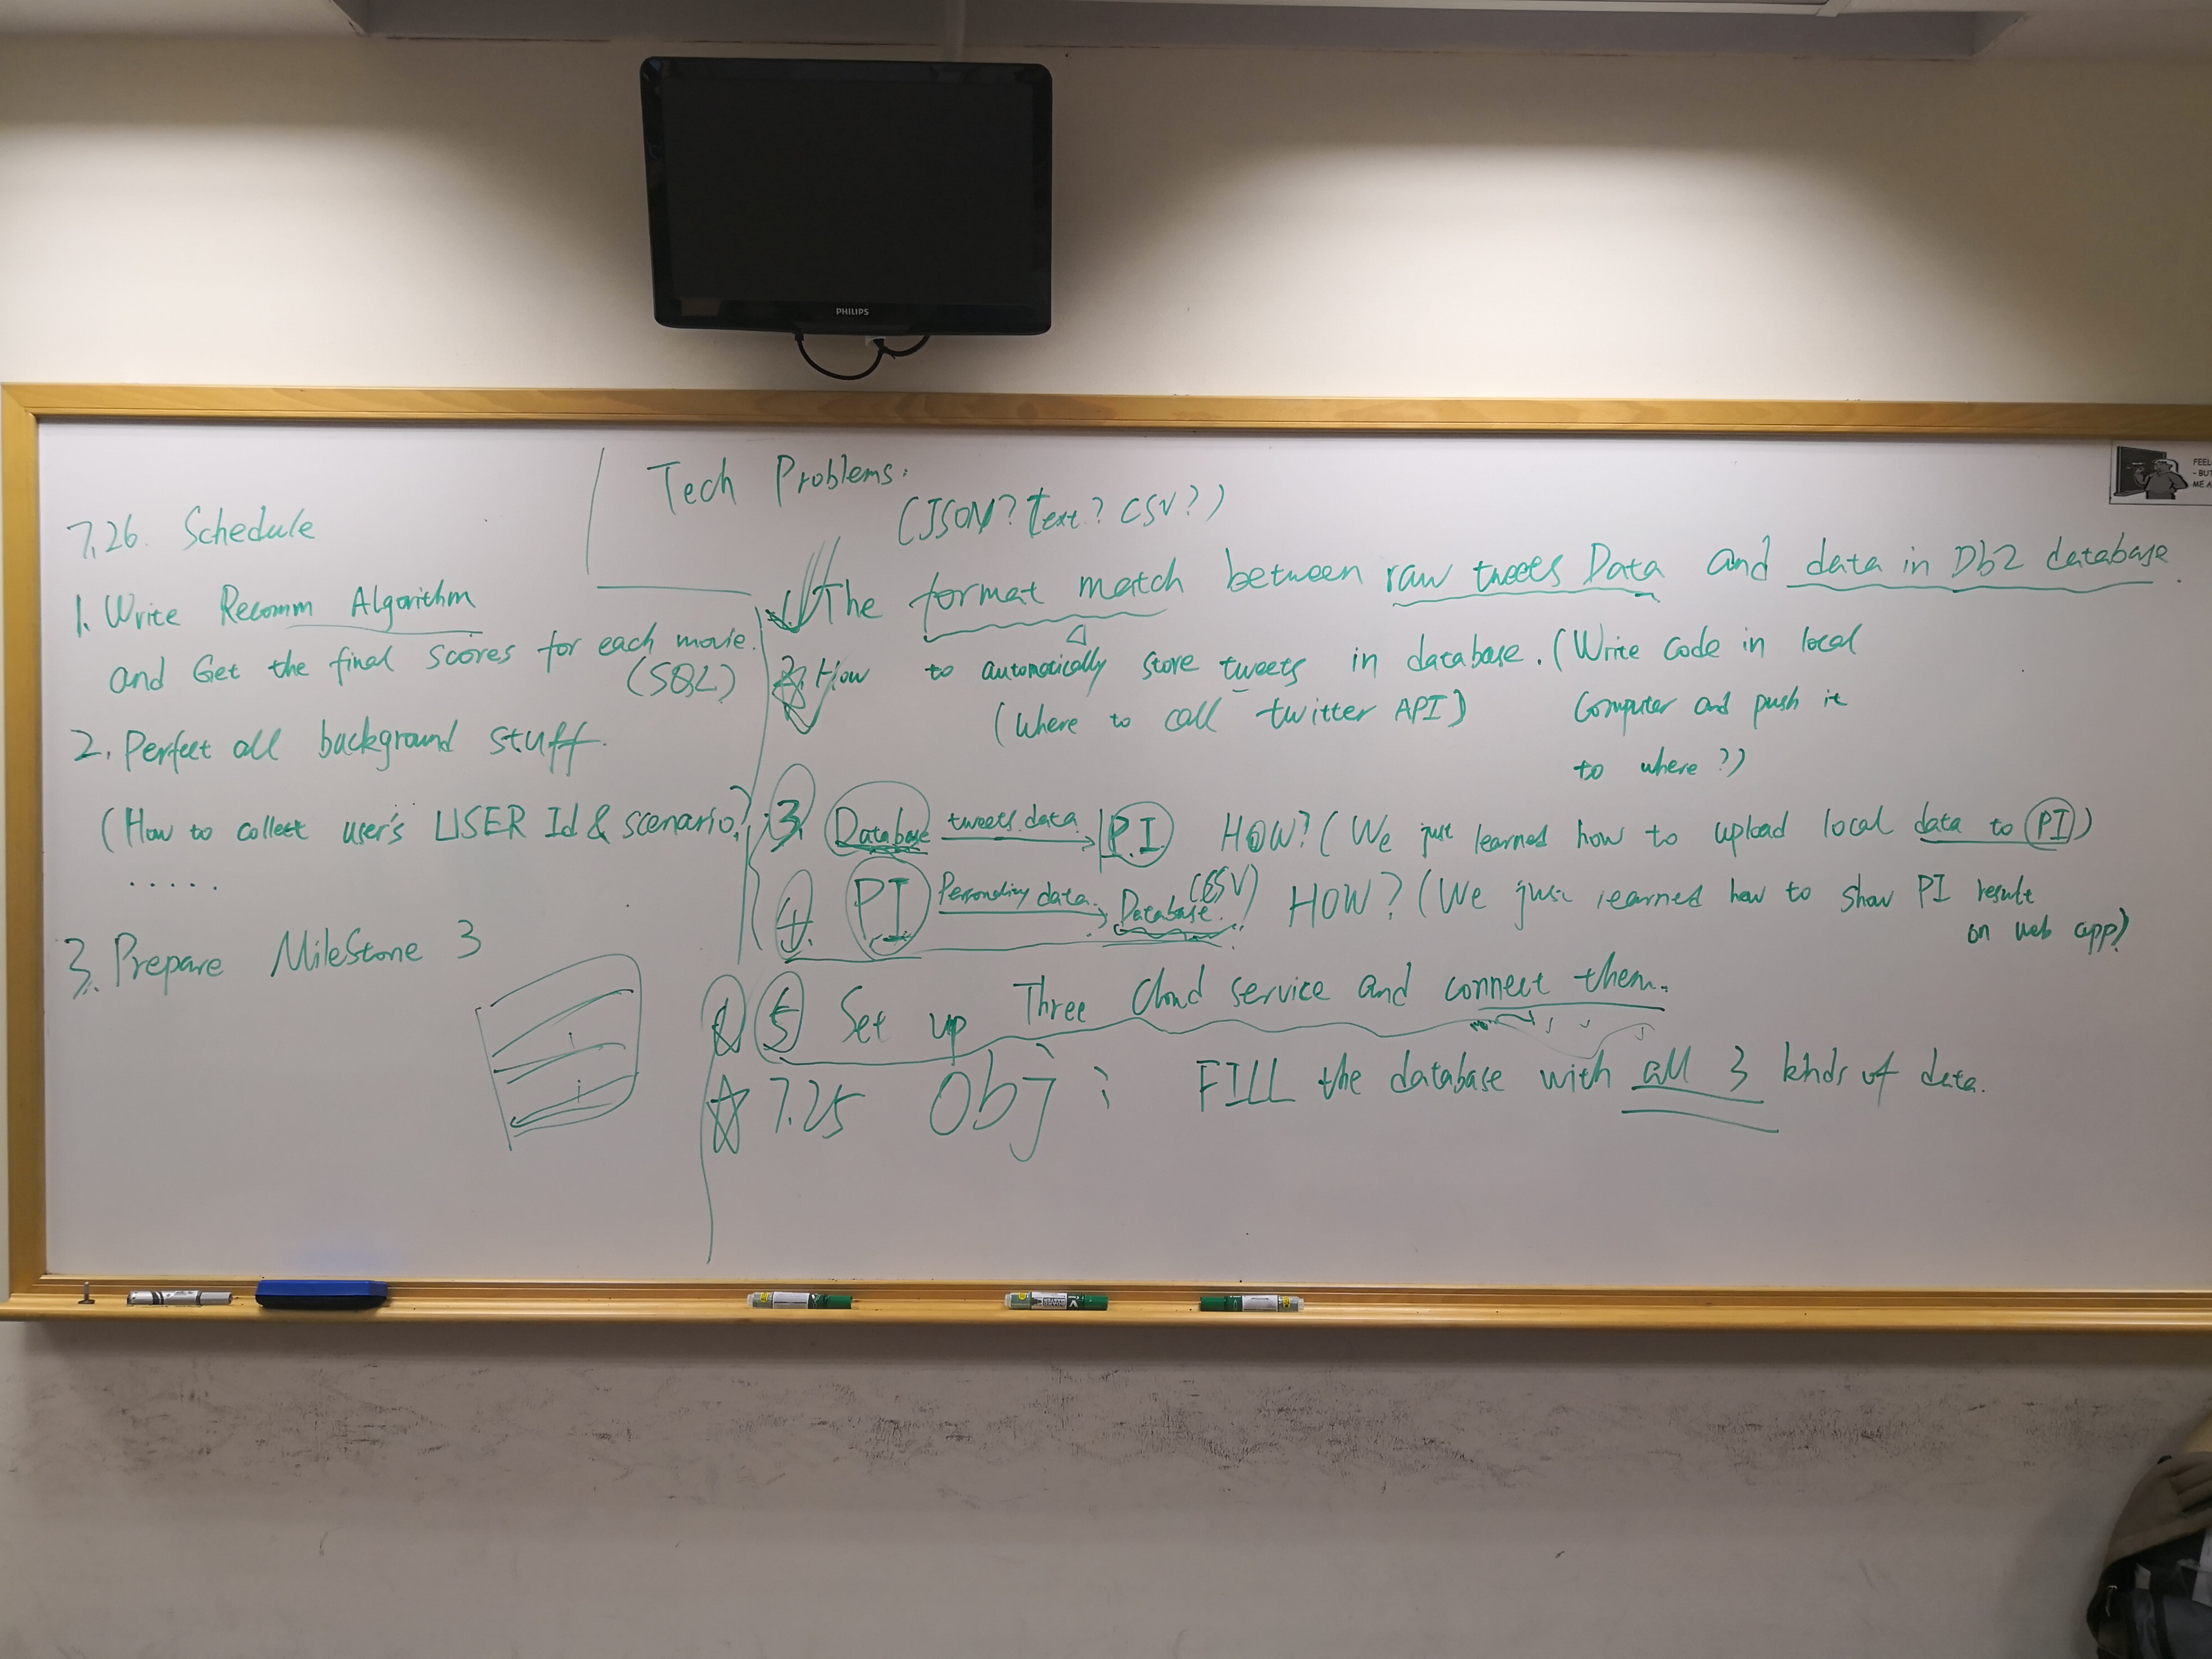 PHILIPS
FEEL
- BUT
ME A
7.26. Schedule
1. Write Recomm Algorithm
and Get the final scores for each movie.
(SQL)
2. Perfect all background stuff.
(How to collect user's USER Id & scenario?)
.....
3. Prepare MileStone 3
Tech Problems:
(JSON? Text? CSV?)
1. The format match between raw tweets Data and data in Db2 database.
2. How to automatically store tweets in database. (Write code in local
(Where to call twitter API) Computer and push it
to where?)
3. Database tweets data PI HOW? (We just learned how to upload local data to PI)
4. PI Personality data. Database. (CSV) HOW? (We just learned how to show PI result
on web app)
5 Set up Three Cloud service and connect them.
☆ 7.25 Obj: FILL the database with all 3 kinds of data.